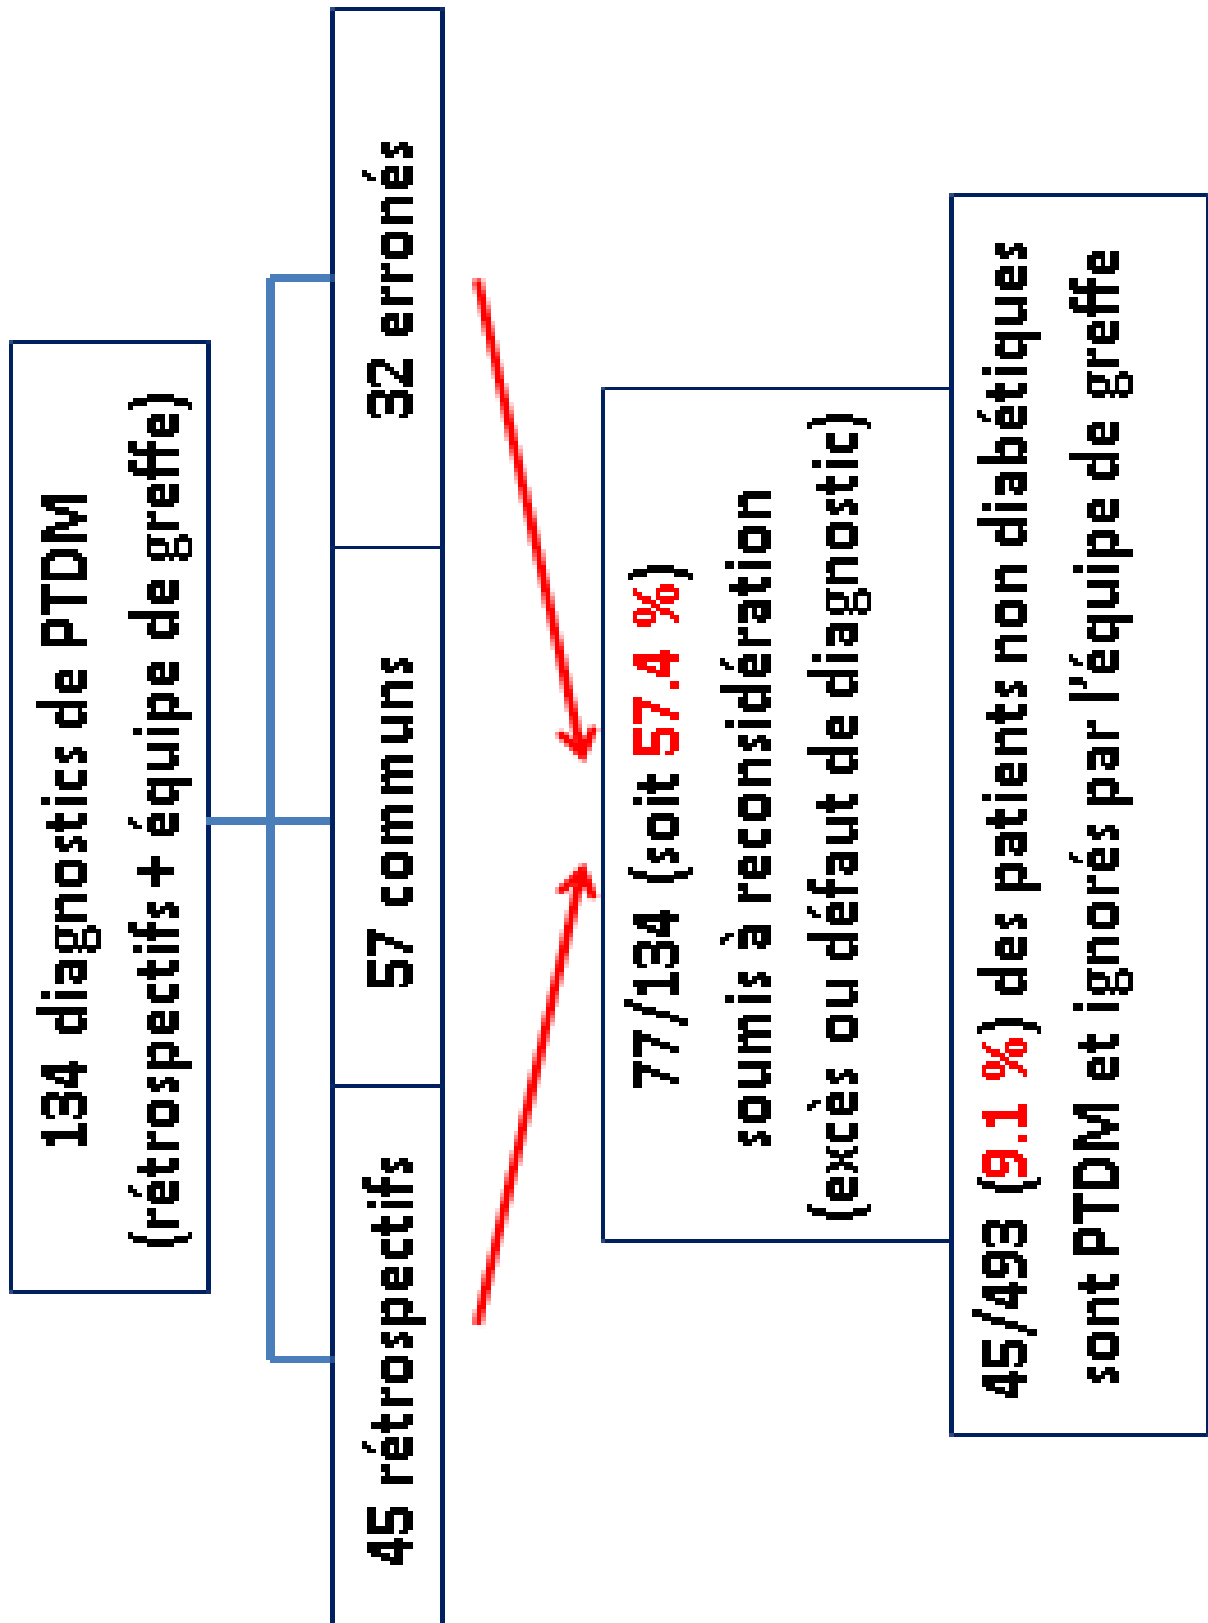 134 diagnostics de PTDM
(rétrospectifs + équipe de greffe)
45 rétrospectifs
57 communs
32 erronés
77/134 (soit 57.4 %)
soumis à reconsidération
(excès ou défaut de diagnostic)
45/493 (9.1 %) des patients non diabétiques
sont PTDM et ignorés par l'équipe de greffe